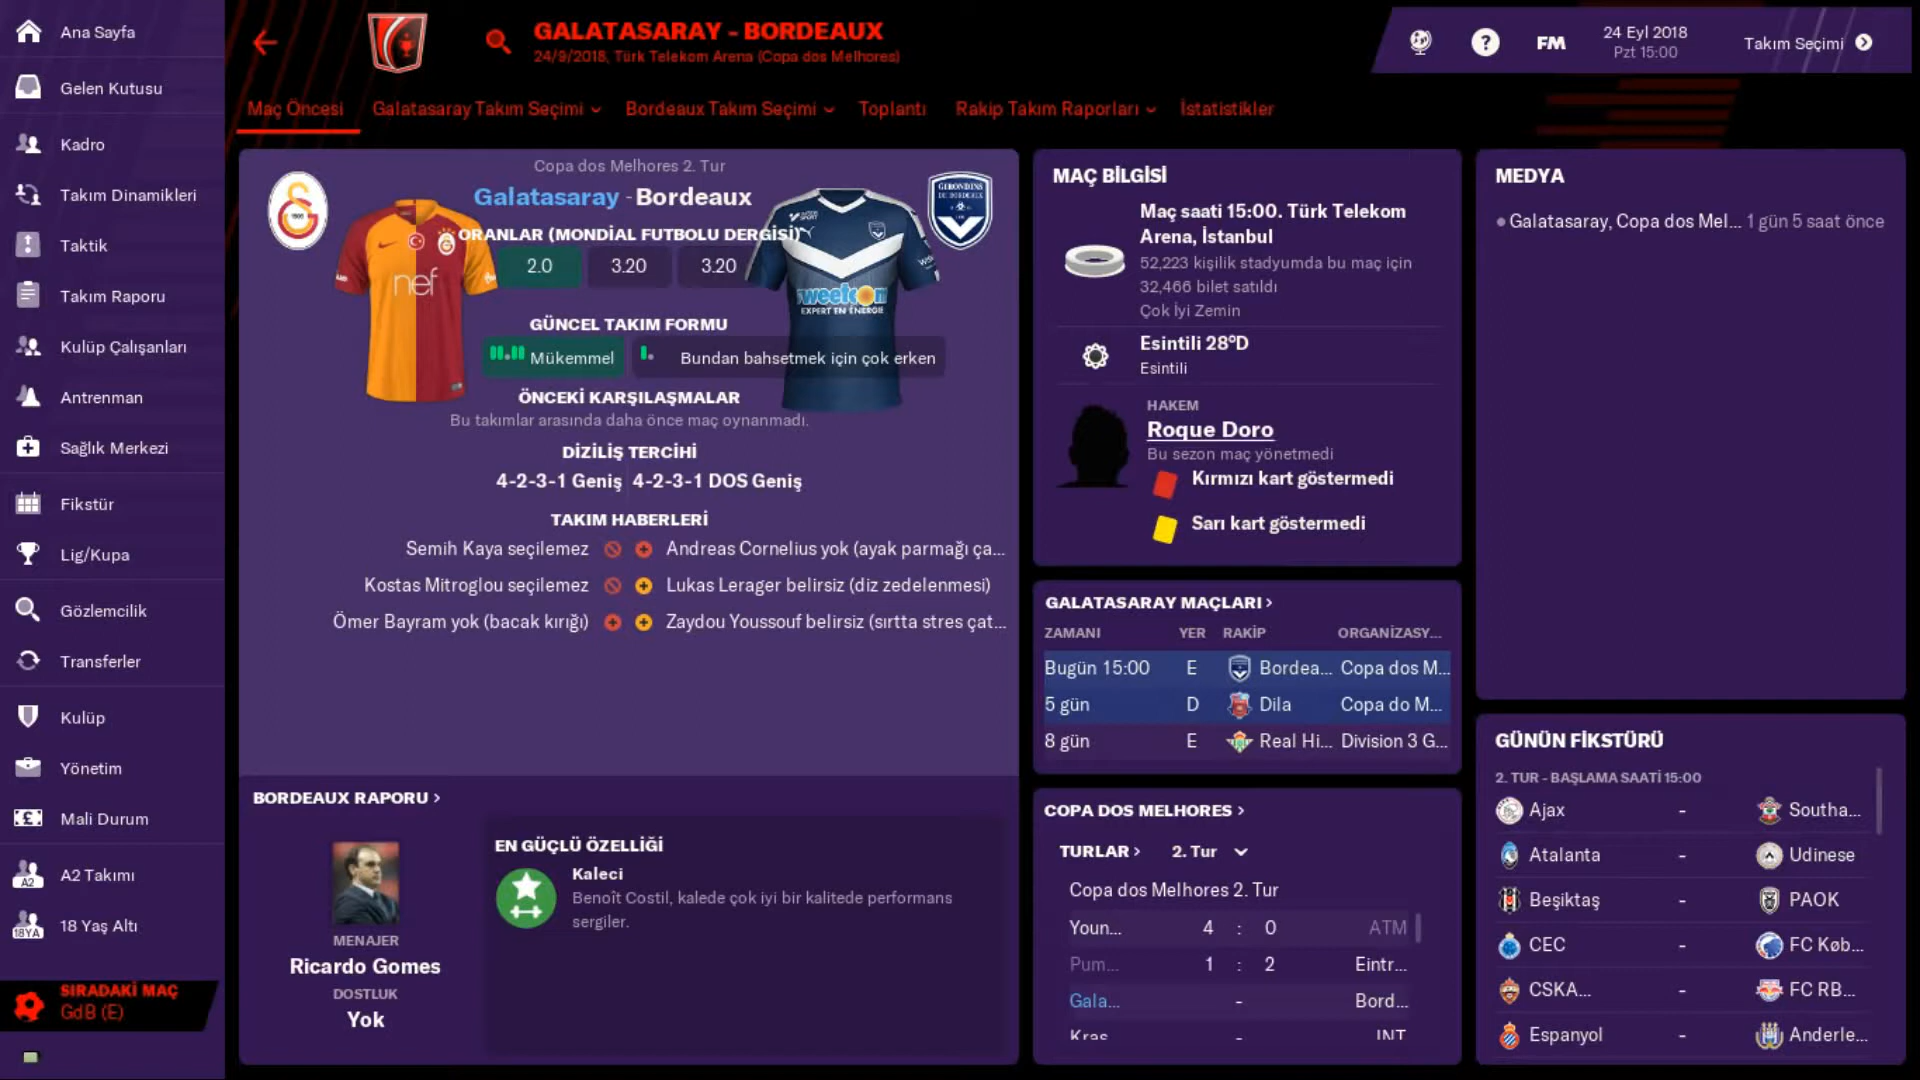 Ana Sayfa
Gelen Kutusu
Kadro
Takım Dinamikleri
Taktik
Takım Raporu
Kulüp Çalışanları
Antrenman
Sağlık Merkezi
Fikstür
Lig/Kupa
Gözlemcilik
Transferler
Kulüp
Yönetim
Mali Durum
A2 Takımı
A2
18 Yaş Altı
18YA
SIRADAKİ MAÇ
GdB (E)
GALATASARAY - BORDEAUX
24/9/2018, Türk Telekom Arena (Copa dos Melhores)
FM
24 Eyl 2018
Pzt 15:00
Takım Seçimi
Maç Öncesi
Galatasaray Takım Seçimi
Bordeaux Takım Seçimi
Toplantı
Rakip Takım Raporları
İstatistikler
Copa dos Melhores 2. Tur
Galatasaray - Bordeaux
ORANLAR (MONDİAL FUTBOLU DERGİSİ)
2.0 3.20 3.20
nef
sweetcom
EXPERT EN ÉNERGIE
GİRONDİNS
DE BORDEAUX
GÜNCEL TAKIM FORMU
Mükemmel
Bundan bahsetmek için çok erken
ÖNCEKİ KARŞILAŞMALAR
Bu takımlar arasında daha önce maç oynanmadı.
DİZİLİŞ TERCİHİ
4-2-3-1 Geniş 4-2-3-1 DOS Geniş
TAKIM HABERLERİ
Semih Kaya seçilemez Andreas Cornelius yok (ayak parmağı ça...
Kostas Mitroglou seçilemez Lukas Lerager belirsiz (diz zedelenmesi)
Ömer Bayram yok (bacak kırığı) Zaydou Youssouf belirsiz (sırtta stres çat...
BORDEAUX RAPORU >
MENAJER
Ricardo Gomes
DOSTLUK
Yok
EN GÜÇLÜ ÖZELLİĞİ
Kaleci
Benoît Costil, kalede çok iyi bir kalitede performans
sergiler.
MAÇ BİLGİSİ
Maç saati 15:00. Türk Telekom
Arena, İstanbul
52,223 kişilik stadyumda bu maç için
32,466 bilet satıldı
Çok İyi Zemin
Esintili 28°D
Esintili
HAKEM
Roque Doro
Bu sezon maç yönetmedi
Kırmızı kart göstermedi
Sarı kart göstermedi
GALATASARAY MAÇLARI >
ZAMANI YER RAKİP ORGANİZASY...
Bugün 15:00 E Bordea... Copa dos M...
5 gün D Dila Copa do M...
8 gün E Real Hi... Division 3 G...
COPA DOS MELHORES >
TURLAR > 2. Tur
Copa dos Melhores 2. Tur
Youn... 4 : 0 ATM
Pum... 1 : 2 Eintr...
Gala... - Bord...
Kras - INT
MEDYA
Galatasaray, Copa dos Mel... 1 gün 5 saat önce
GÜNÜN FİKSTÜRÜ
2. TUR - BAŞLAMA SAATİ 15:00
Ajax - Southa...
Atalanta - Udinese
Beşiktaş - PAOK
CEC - FC Køb...
CSKA... - FC RB...
Espanyol - Anderle...